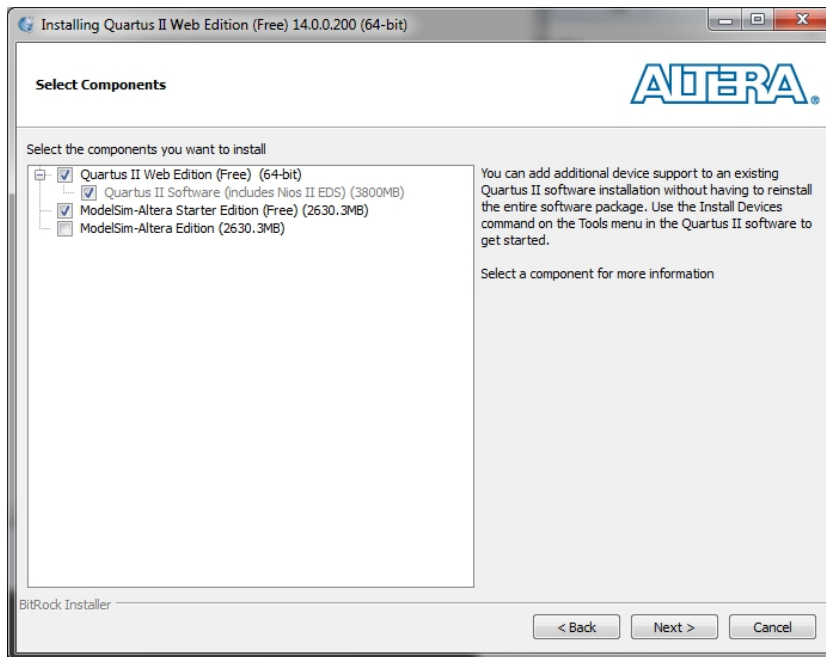 Installing Quartus II Web Edition (Free) 14.0.0.200 (64-bit)
Select Components
ALTERA®
Select the components you want to install
Quartus II Web Edition (Free) (64-bit)
Quartus II Software (includes Nios II EDS) (3800MB)
ModelSim-Altera Starter Edition (Free) (2630.3MB)
ModelSim-Altera Edition (2630.3MB)
You can add additional device support to an existing
Quartus II software installation without having to reinstall
the entire software package. Use the Install Devices
command on the Tools menu in the Quartus II software to
get started.
Select a component for more information
BitRock Installer
< Back
Next >
Cancel